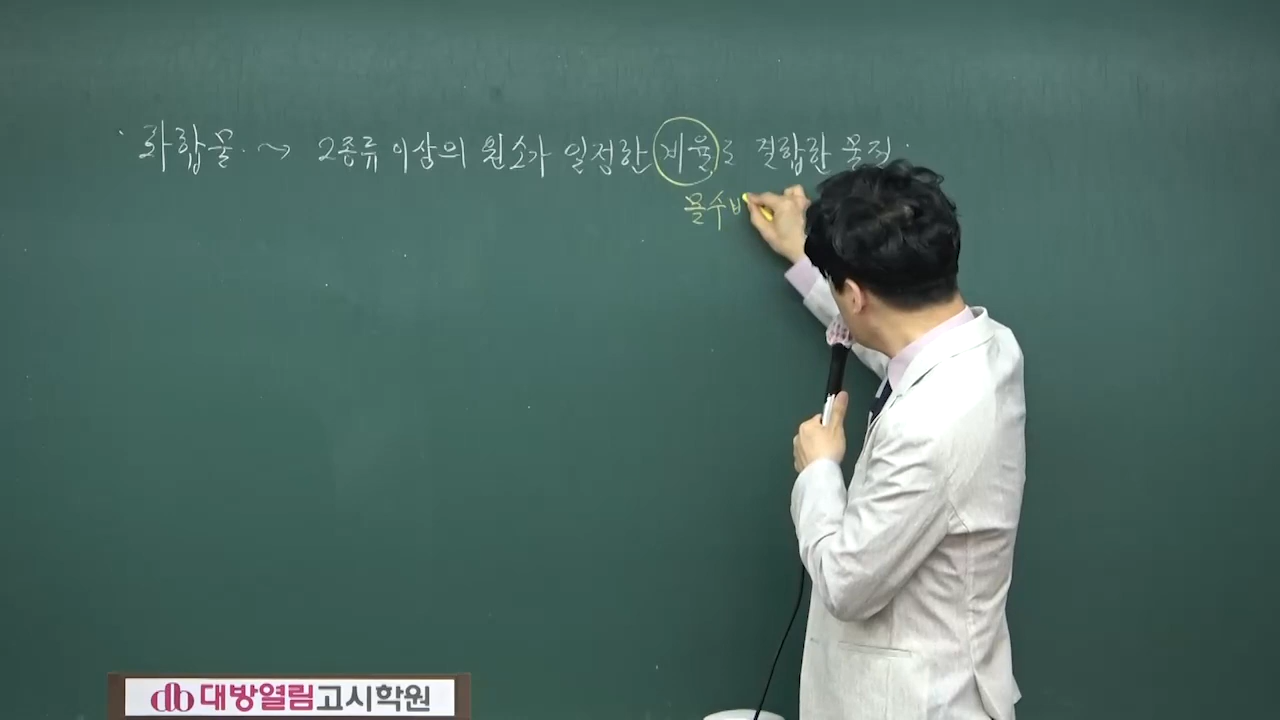 · 화합물 ~> 2종류 이상의 원소가 일정한 비율로 결합한 물질.
몰수비
대방열림고시학원